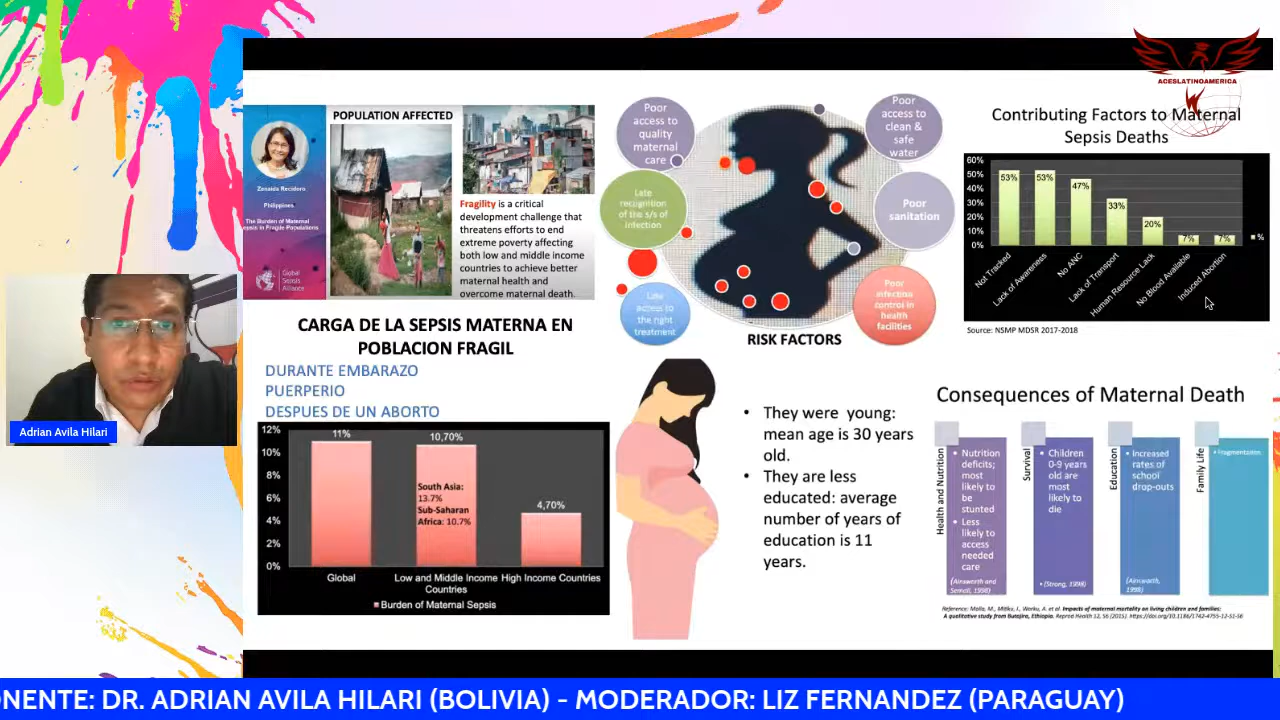 ACESLATINOAMERICA
POPULATION AFFECTED
Zenaida Recidoro
Philippines
The Burden of Maternal
Sepsis in Fragile Populations
Global
Sepsis
Alliance
Fragility is a critical
development challenge that
threatens efforts to end
extreme poverty affecting
both low and middle income
countries to achieve better
maternal health and
overcome maternal death.
CARGA DE LA SEPSIS MATERNA EN
POBLACION FRAGIL
DURANTE EMBARAZO
PUERPERIO
DESPUES DE UN ABORTO
12%
10%
8%
6%
4%
2%
0%
11%
10,70%
4,70%
South Asia:
13.7%
Sub-Saharan
Africa: 10.7%
Global
Low and Middle Income
Countries
High Income Countries
Burden of Maternal Sepsis
Poor
access to
quality
maternal
care
Poor
access to
clean &
safe
water
Late
recognition
of the s/s of
infection
Poor
sanitation
Late
access to
the right
treatment
Poor
infection
control in
health
facilities
RISK FACTORS
• They were young:
mean age is 30 years
old.
• They are less
educated: average
number of years of
education is 11
years.
Contributing Factors to Maternal
Sepsis Deaths
60%
50%
40%
30%
20%
10%
0%
53%
53%
47%
33%
20%
7%
7%
%
Not Tracked
Lack of Awareness
No ANC
Lack of Transport
Human Resource Lack
No Blood Available
Induced Abortion
Source: NSMP MDSR 2017-2018
Consequences of Maternal Death
Health and Nutrition
• Nutrition
deficits;
most
likely to
be
stunted
• Less
likely to
access
needed
care
(Ainsworth and
Semali, 1998)
Survival
• Children
0-9 years
old are
most
likely to
die
• (Strong, 1998)
Education
• Increased
rates of
school
drop-outs
(Ainsworth,
1998)
Family Life
• Fragmentation
Reference: Molla, M., Mitiku, I., Worku, A. et al. Impacts of maternal mortality on living children and families:
A qualitative study from Butajira, Ethiopia. Reprod Health 12, S6 (2015). https://doi.org/10.1186/1742-4755-12-S1-S6
Adrian Avila Hilari
ONENTE: DR. ADRIAN AVILA HILARI (BOLIVIA) - MODERADOR: LIZ FERNANDEZ (PARAGUAY)